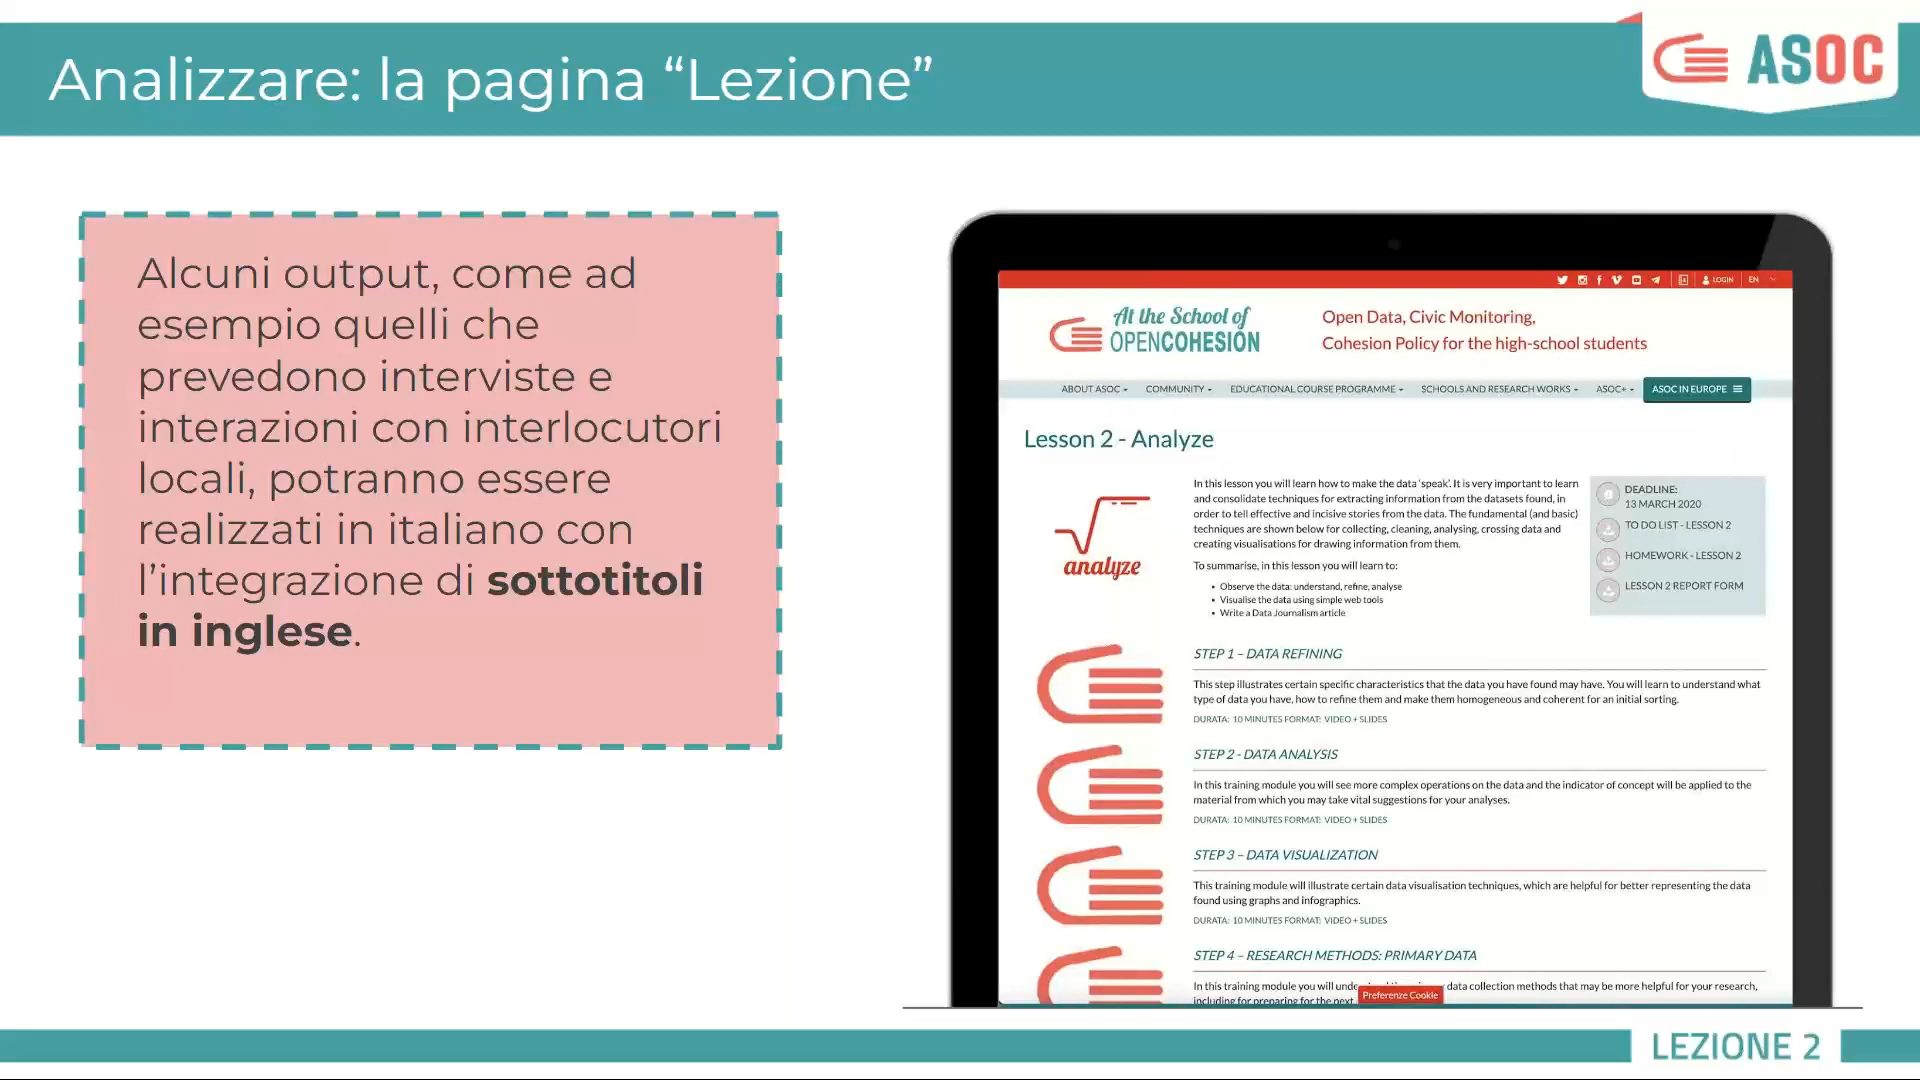 Analizzare: la pagina “Lezione”
ASOC
Alcuni output, come ad
esempio quelli che
prevedono interviste e
interazioni con interlocutori
locali, potranno essere
realizzati in italiano con
l’integrazione di sottotitoli
in inglese.
LOGIN
EN
At the School of
OPENCOHESION
Open Data, Civic Monitoring,
Cohesion Policy for the high-school students
ABOUT ASOC
COMMUNITY
EDUCATIONAL COURSE PROGRAMME
SCHOOLS AND RESEARCH WORKS
ASOC+
ASOC IN EUROPE
Lesson 2 - Analyze
analyze
In this lesson you will learn how to make the data 'speak'. It is very important to learn
and consolidate techniques for extracting information from the datasets found, in
order to tell effective and incisive stories from the data. The fundamental (and basic)
techniques are shown below for collecting, cleaning, analysing, crossing data and
creating visualisations for drawing information from them.
To summarise, in this lesson you will learn to:
• Observe the data: understand, refine, analyse
• Visualise the data using simple web tools
• Write a Data Journalism article
DEADLINE:
13 MARCH 2020
TO DO LIST - LESSON 2
HOMEWORK - LESSON 2
LESSON 2 REPORT FORM
STEP 1 – DATA REFINING
This step illustrates certain specific characteristics that the data you have found may have. You will learn to understand what
type of data you have, how to refine them and make them homogeneous and coherent for an initial sorting.
DURATA: 10 MINUTES FORMAT: VIDEO + SLIDES
STEP 2 - DATA ANALYSIS
In this training module you will see more complex operations on the data and the indicator of concept will be applied to the
material from which you may take vital suggestions for your analyses.
DURATA: 10 MINUTES FORMAT: VIDEO + SLIDES
STEP 3 – DATA VISUALIZATION
This training module will illustrate certain data visualisation techniques, which are helpful for better representing the data
found using graphs and infographics.
DURATA: 10 MINUTES FORMAT: VIDEO + SLIDES
STEP 4 – RESEARCH METHODS: PRIMARY DATA
In this training module you will data collection methods that may be more helpful for your research,
including for preparing for the next
Preferenze Cookie
LEZIONE 2